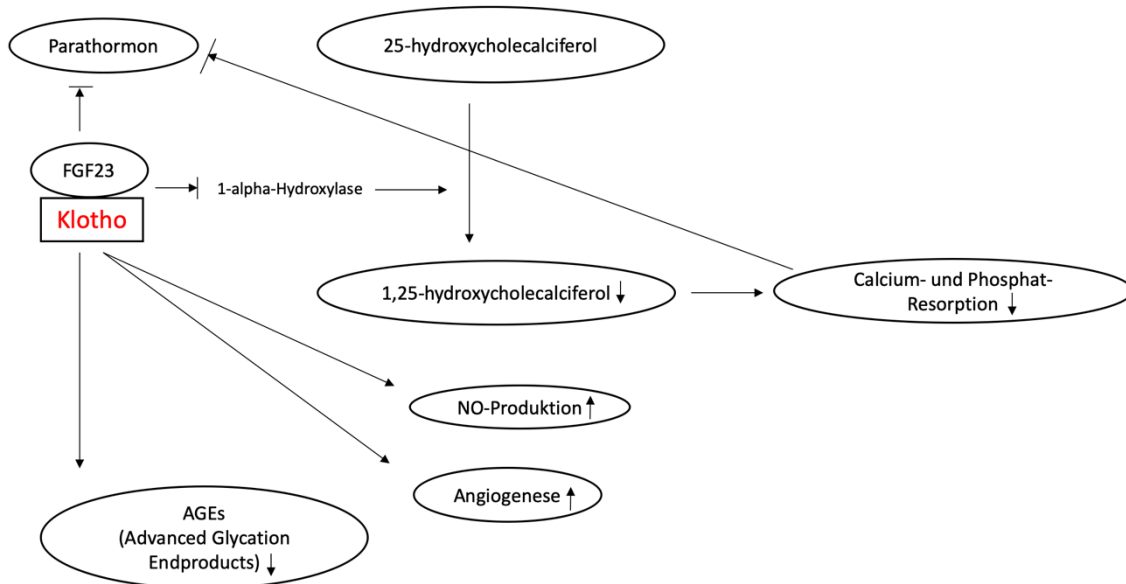 Parathormon
25-hydroxycholecalciferol
FGF23
1-alpha-Hydroxylase
Klotho
1,25-hydroxycholecalciferol ↓
Calcium- und Phosphat-
Resorption ↓
NO-Produktion ↑
Angiogenese ↑
AGEs
(Advanced Glycation
Endproducts) ↓